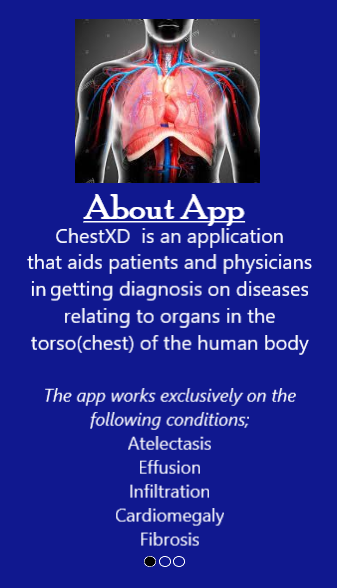 About App
ChestXD is an application
that aids patients and physicians
in getting diagnosis on diseases
relating to organs in the
torso(chest) of the human body
The app works exclusively on the
following conditions;
Atelectasis
Effusion
Infiltration
Cardiomegaly
Fibrosis